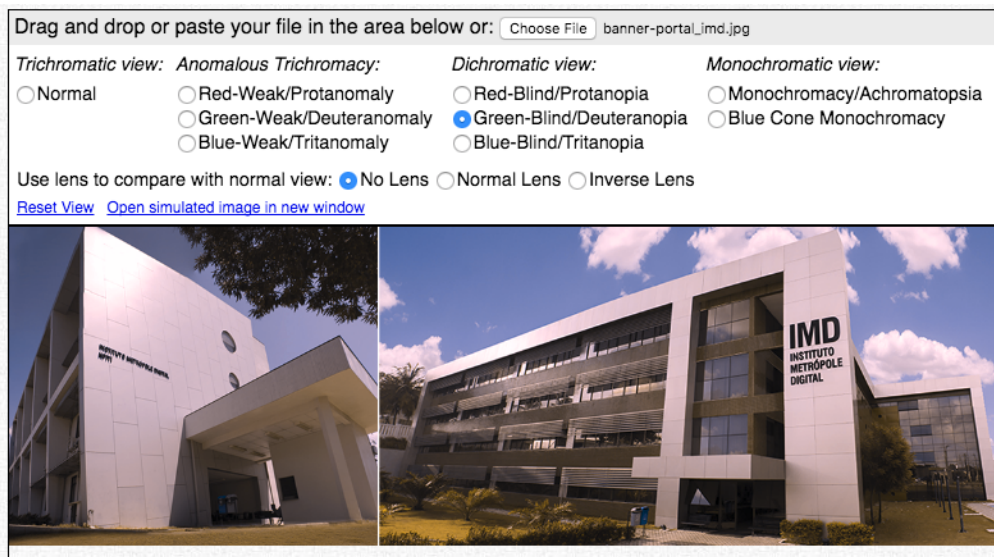 Drag and drop or paste your file in the area below or: Choose File banner-portal_imd.jpg
Trichromatic view: Anomalous Trichromacy: Dichromatic view: Monochromatic view:
Normal Red-Weak/Protanomaly Red-Blind/Protanopia Monochromacy/Achromatopsia
Green-Weak/Deuteranomaly Green-Blind/Deuteranopia Blue Cone Monochromacy
Blue-Weak/Tritanomaly Blue-Blind/Tritanopia
Use lens to compare with normal view: No Lens Normal Lens Inverse Lens
Reset View Open simulated image in new window
INSTITUTO METRÓPOLE DIGITAL
IMD
INSTITUTO
METRÓPOLE
DIGITAL